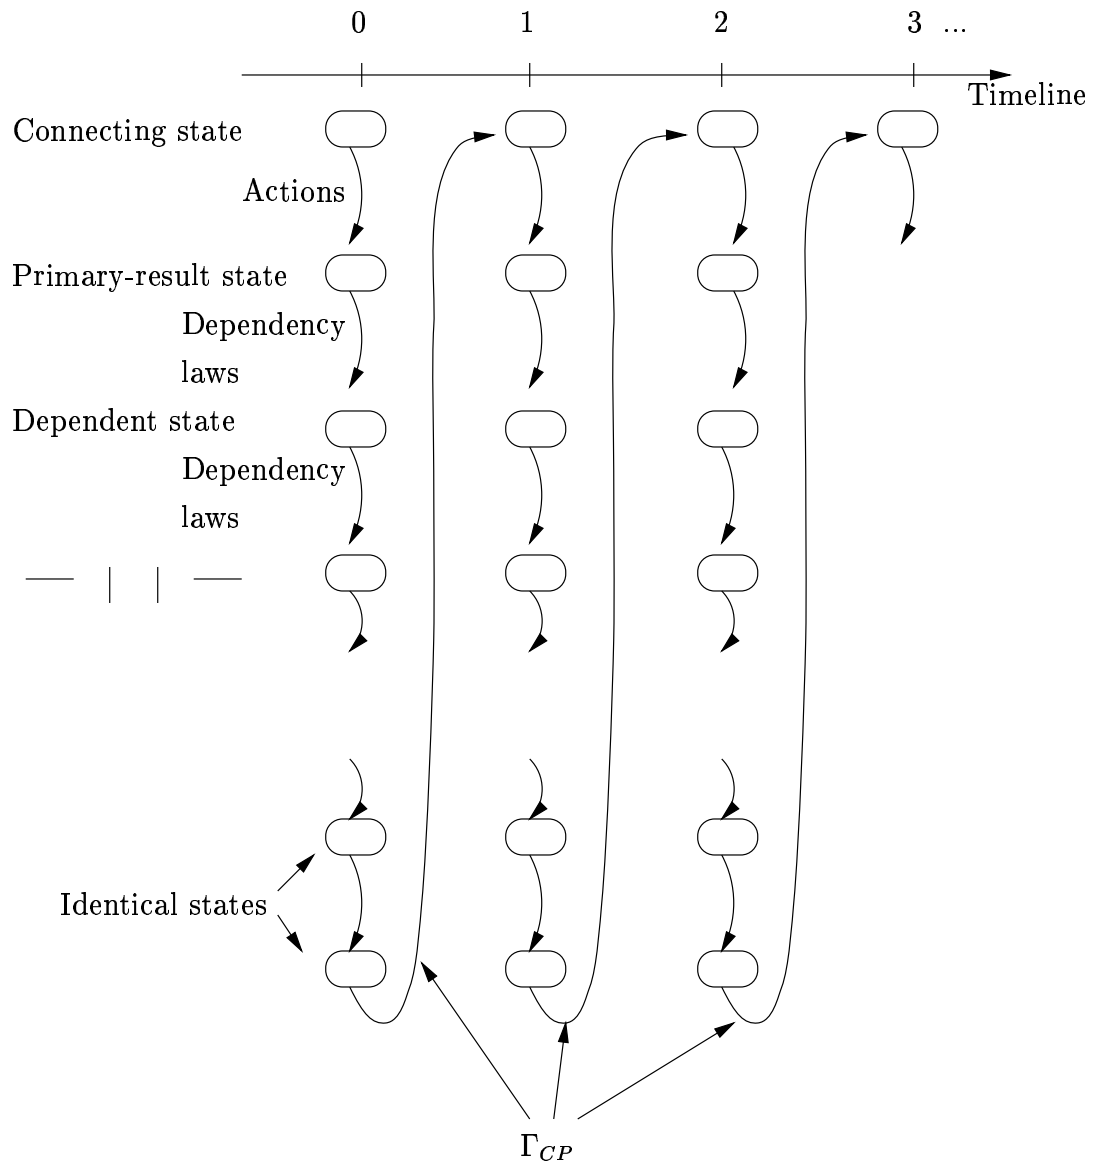 0 1 2 3 ...
Timeline
Connecting state
Actions
Primary-result state
Dependency
laws
Dependent state
Dependency
laws
Identical states
Γ_CP